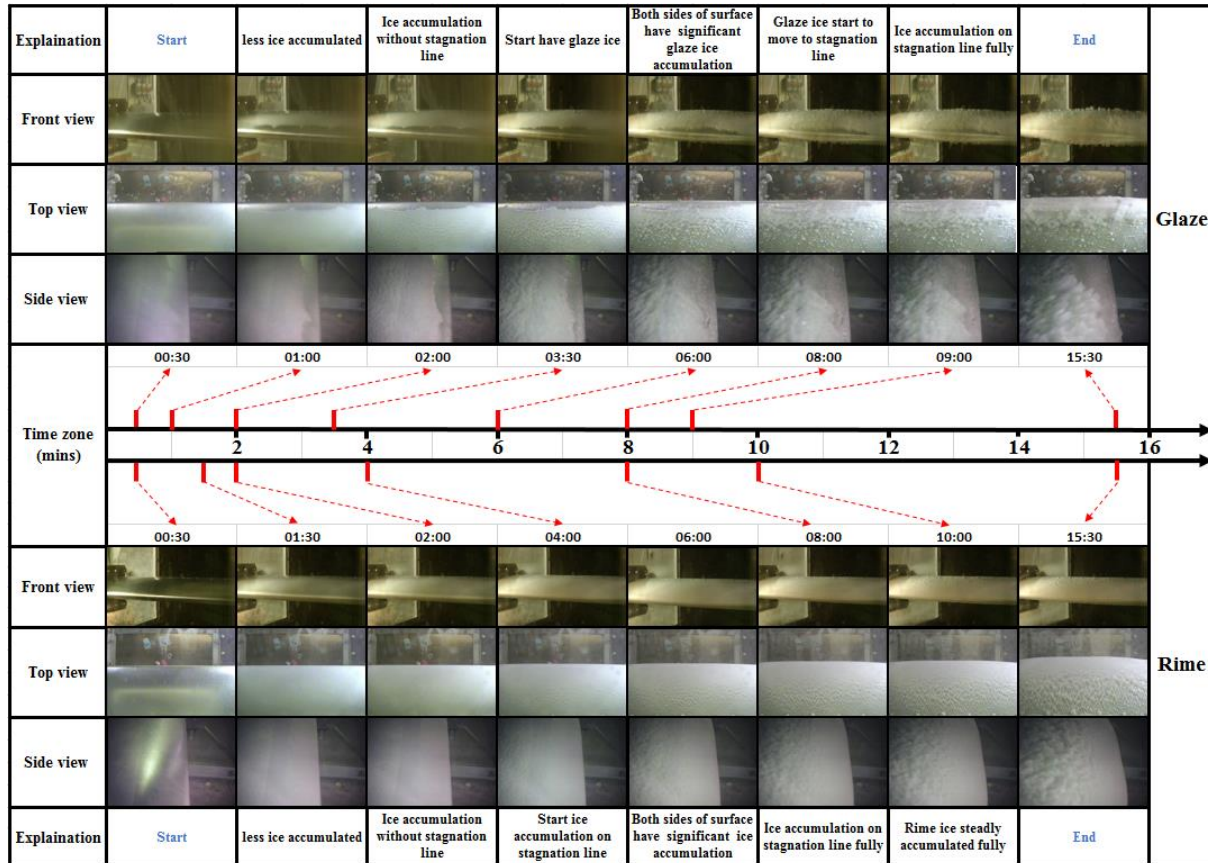 Explaination
Start
less ice accumulated
Ice accumulation
without stagnation
line
Start have glaze ice
Both sides of surface
have significant
glaze ice
accumulation
Glaze ice start to
move to stagnation
line
Ice accumulation on
stagnation line fully
End
Front view
Top view
Glaze
Side view
00:30 01:00 02:00 03:30 06:00 08:00 09:00 15:30
Time zone
(mins)
2 4 6 8 10 12 14 16
00:30 01:30 02:00 04:00 06:00 08:00 10:00 15:30
Front view
Top view
Rime
Side view
Explaination
Start
less ice accumulated
Ice accumulation
without stagnation
line
Start ice
accumulation on
stagnation line
Both sides of surface
have significant ice
accumulation
Ice accumulation on
stagnation line fully
Rime ice steadily
accumulated fully
End